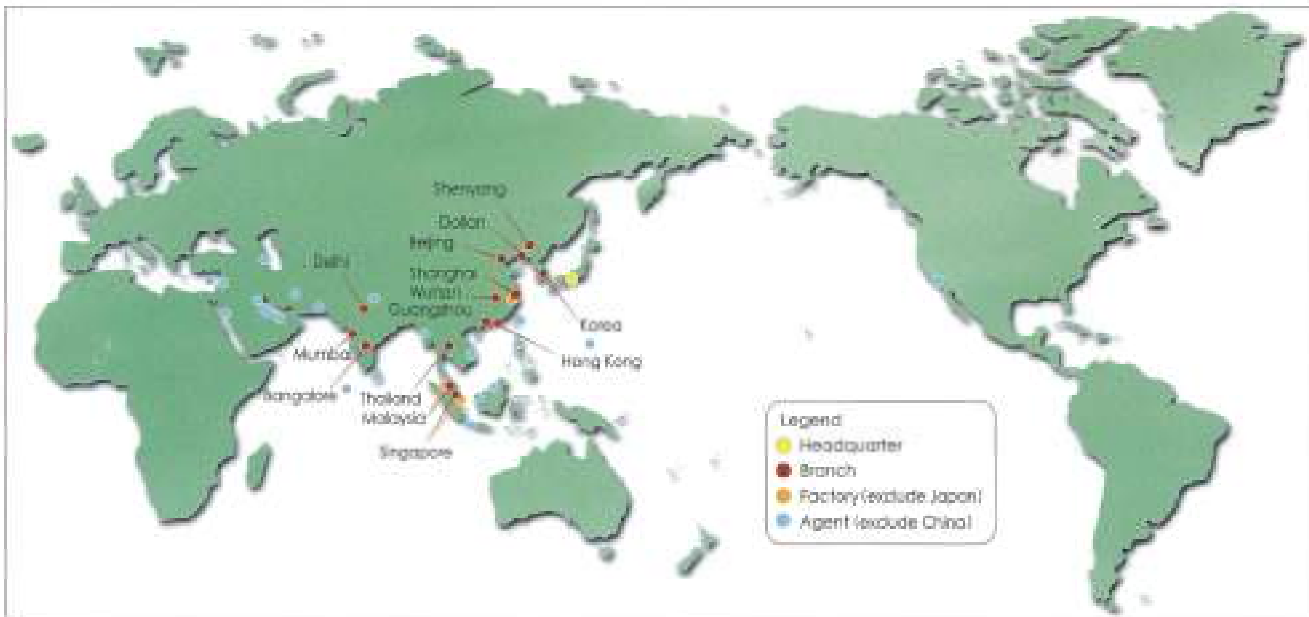 Shenyang
Dalian
Beijing
Delhi
Shanghai
Wuhan
Guangzhou
Korea
Mumbai
Hong Kong
Bangalore
Thailand
Malaysia
Singapore
Legend
Headquarter
Branch
Factory (exclude Japan)
Agent (exclude China)